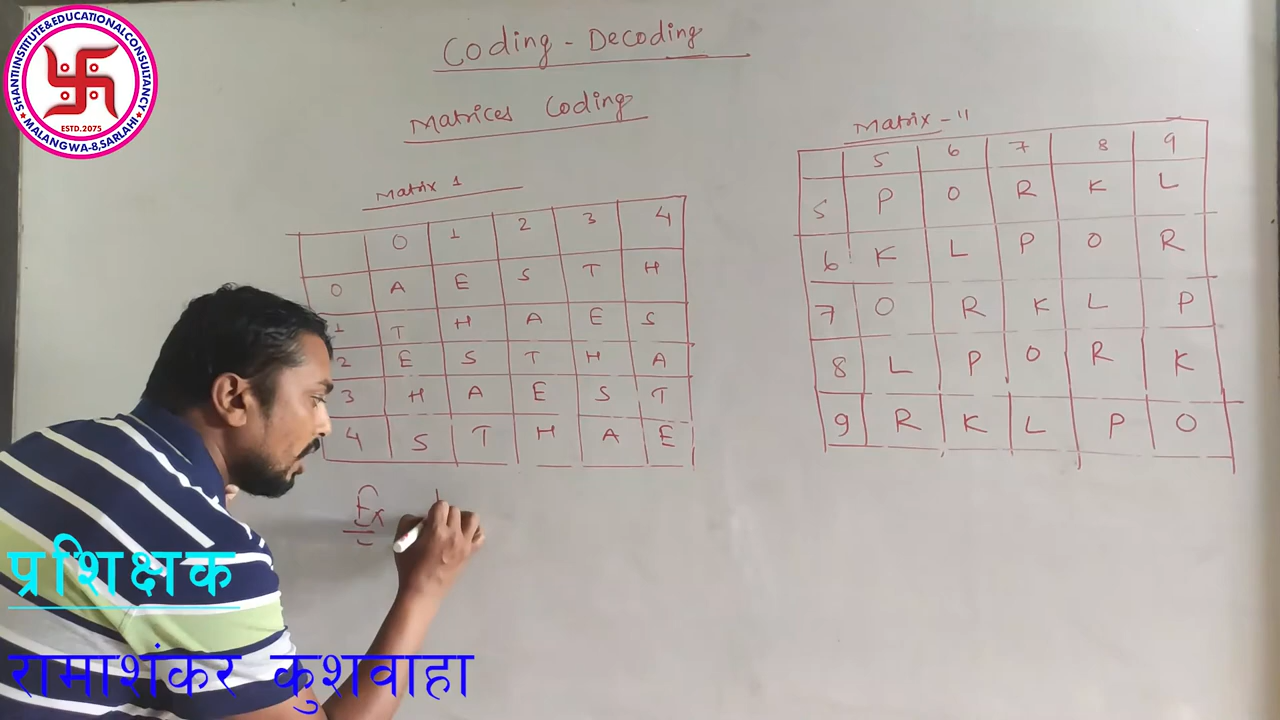 SHANTI INSTITUTE & EDUCATIONAL CONSULTANCY
ESTD. 2075
★ MALANGWA-8, SARLAHI ★
Coding - Decoding
Matrices Coding
Matrix 1
0 1 2 3 4
0 A E S T H
1 T H A E S
2 E S T H A
3 H A E S T
4 S T H A E
Matrix - "
5 6 7 8 9
5 P O R K L
6 K L P O R
7 O R K L P
8 L P O R K
9 R K L P O
Ex
प्रशिक्षक
रामाशंकर कुशवाहा